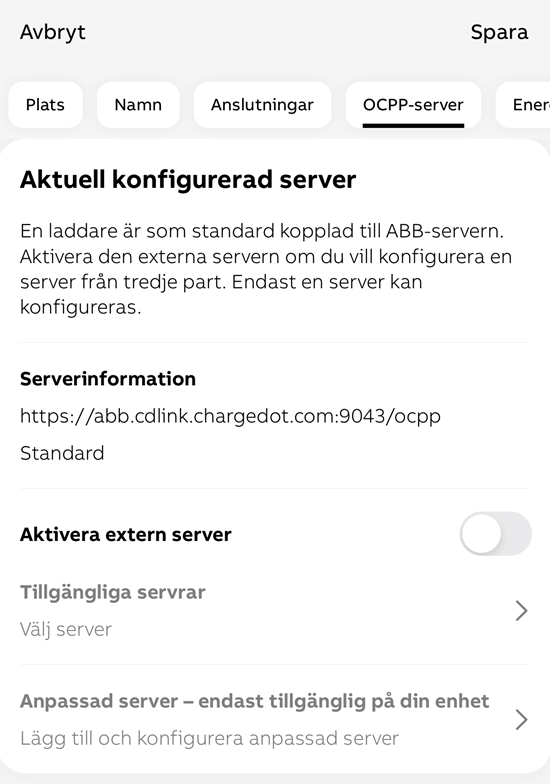 Avbryt
Spara
Plats
Namn
Anslutningar
OCPP-server
Ener
Aktuell konfigurerad server
En laddare är som standard kopplad till ABB-servern.
Aktivera den externa servern om du vill konfigurera en
server från tredje part. Endast en server kan
konfigureras.
Serverinformation
https://abb.cdlink.chargedot.com:9043/ocpp
Standard
Aktivera extern server
Tillgängliga servrar
Välj server
Anpassad server – endast tillgänglig på din enhet
Lägg till och konfigurera anpassad server